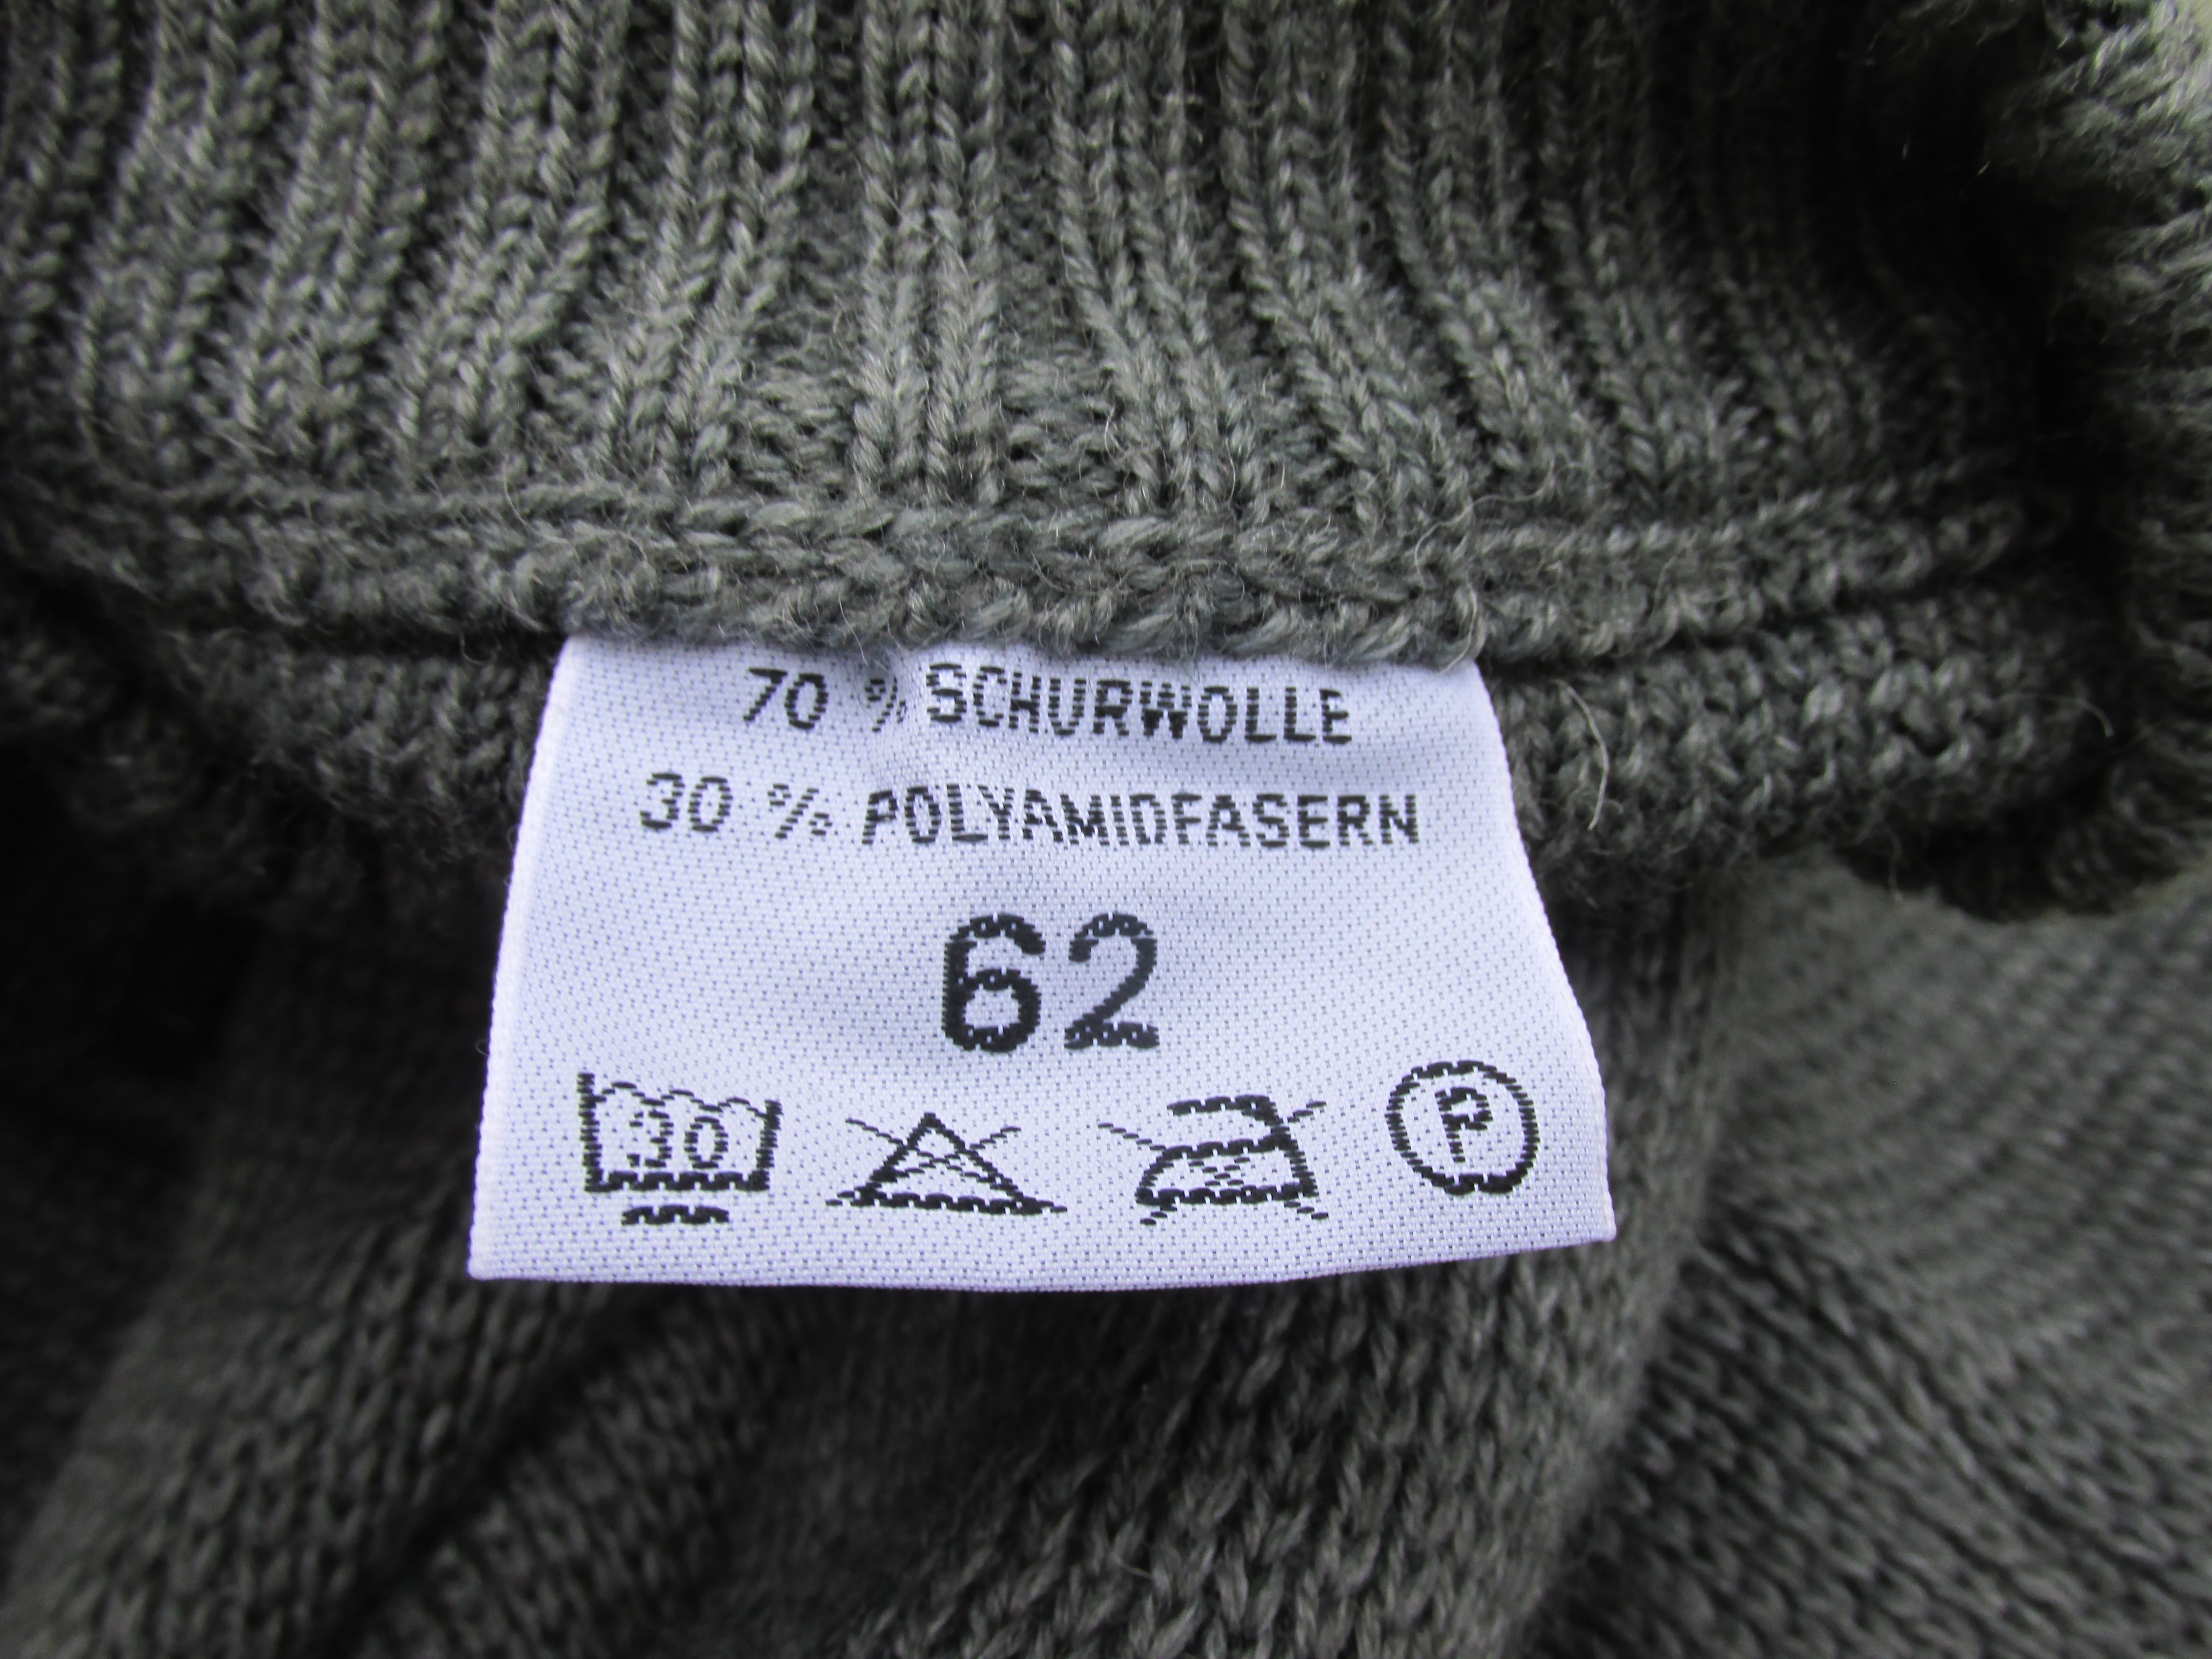 70 % SCHURWOLLE
30 % POLYAMIDFASERN
62
30 P